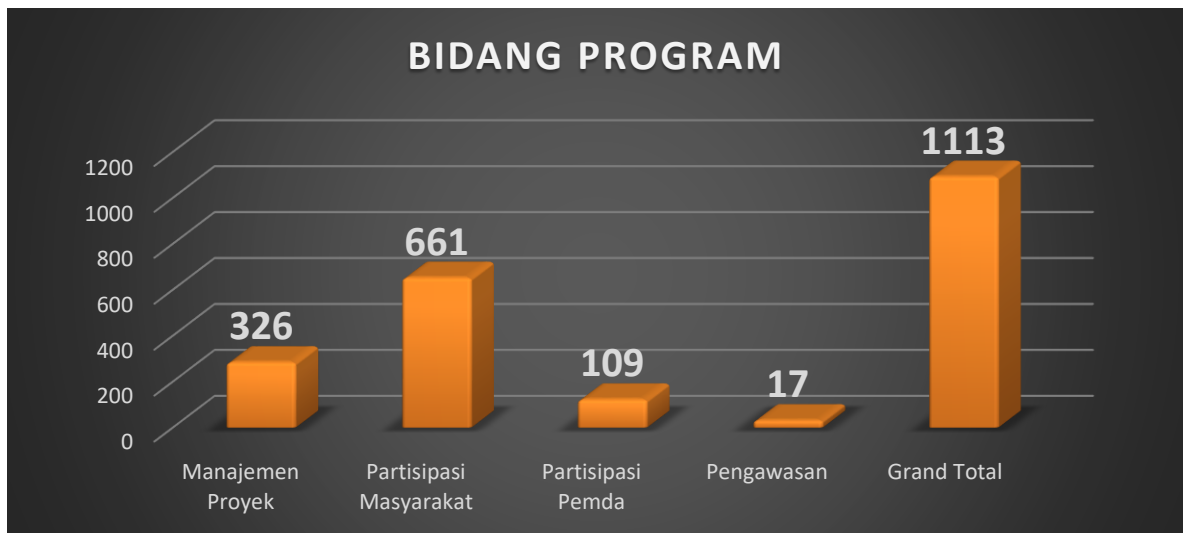 BIDANG PROGRAM
1200
1000
800
600
400
200
0
326
661
109
17
1113
Manajemen
Proyek
Partisipasi
Masyarakat
Partisipasi
Pemda
Pengawasan
Grand Total